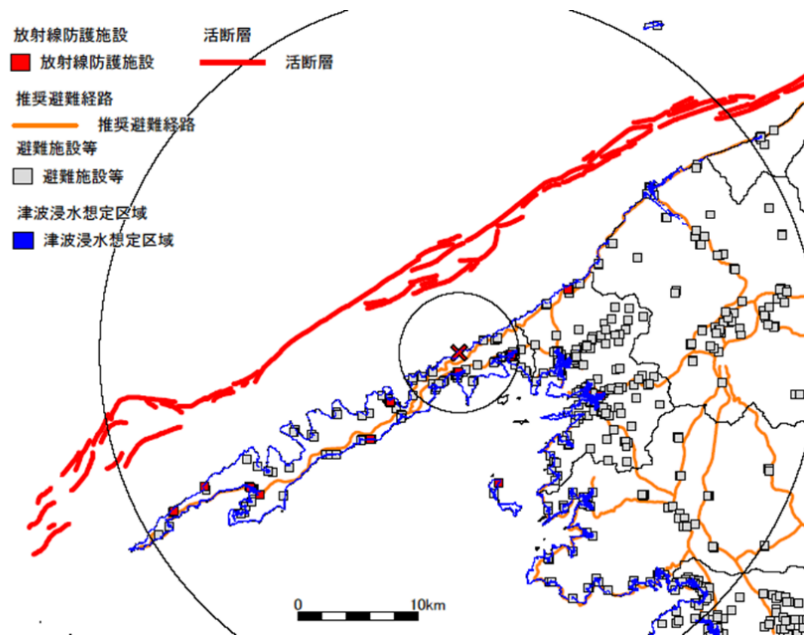 放射線防護施設
放射線防護施設
活断層
活断層
推奨避難経路
推奨避難経路
避難施設等
避難施設等
津波浸水想定区域
津波浸水想定区域
0
10km